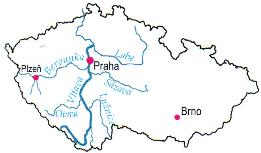 Labe
Plzeň
Berounka
Praha
Sázava
Vltava
Otava
Lužnice
Brno